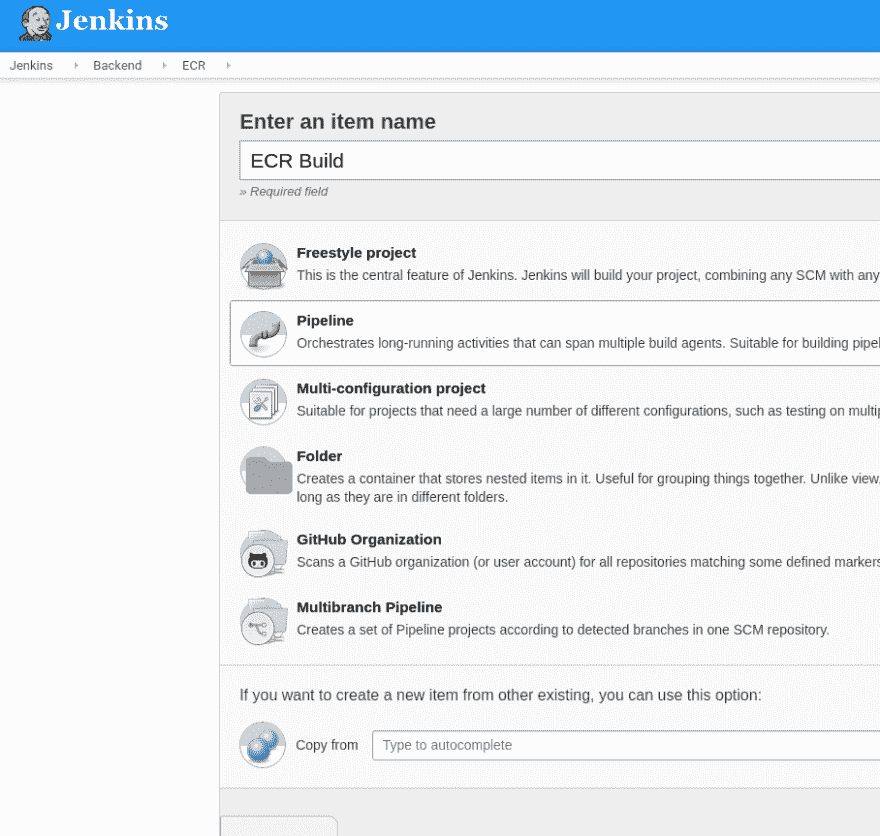 Jenkins
Jenkins Backend ECR
Enter an item name
ECR Build
» Required field
Freestyle project
This is the central feature of Jenkins. Jenkins will build your project, combining any SCM with any
Pipeline
Orchestrates long-running activities that can span multiple build agents. Suitable for building pipel
Multi-configuration project
Suitable for projects that need a large number of different configurations, such as testing on multip
Folder
Creates a container that stores nested items in it. Useful for grouping things together. Unlike view,
long as they are in different folders.
GitHub Organization
Scans a GitHub organization (or user account) for all repositories matching some defined markers
Multibranch Pipeline
Creates a set of Pipeline projects according to detected branches in one SCM repository.
If you want to create a new item from other existing, you can use this option:
Copy from Type to autocomplete